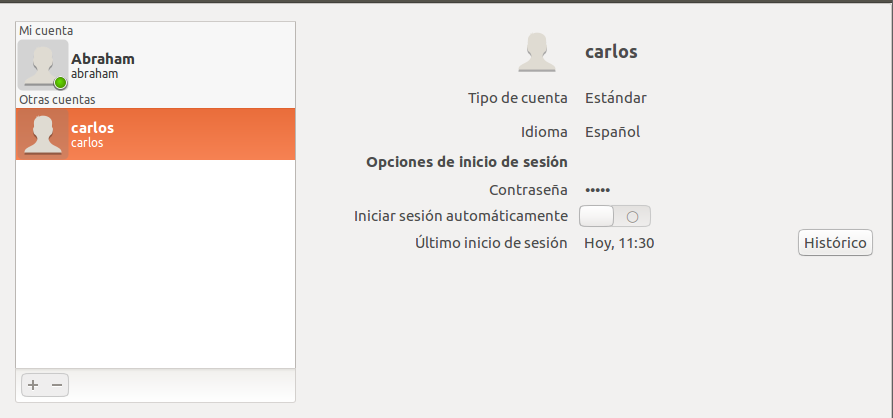 Mi cuenta
Abraham
abraham
Otras cuentas
carlos
carlos
carlos
Tipo de cuenta Estándar
Idioma Español
Opciones de inicio de sesión
Contraseña •••••
Iniciar sesión automáticamente
Último inicio de sesión Hoy, 11:30 Histórico
+ −